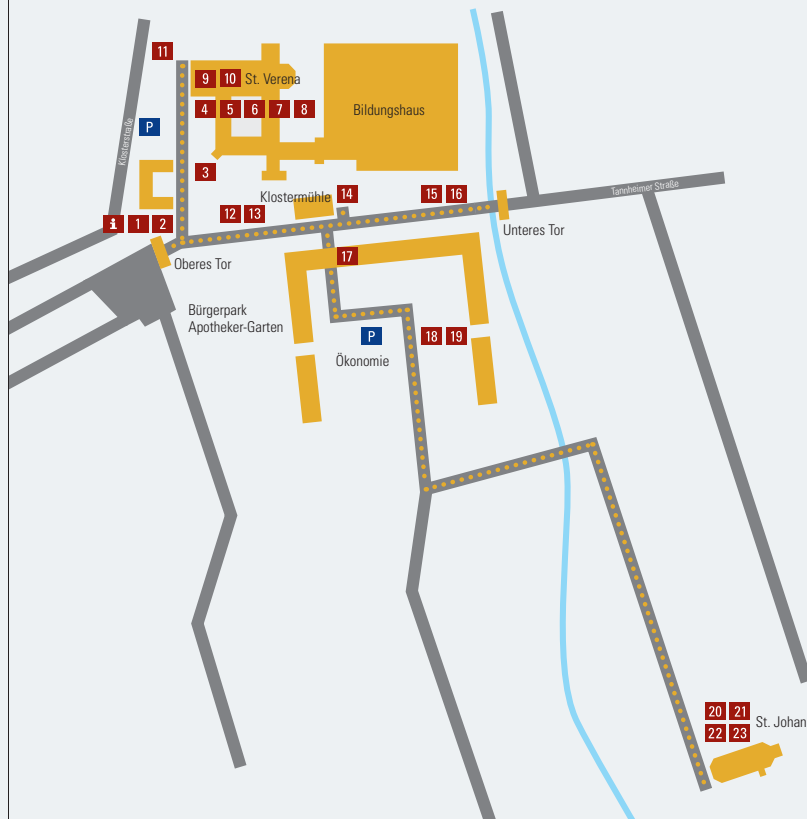 11
9 10 St. Verena
4 5 6 7 8
Bildungshaus
P
Klosterstraße
3
Klostermühle 14
15 16
Tannheimer Straße
12 13
i 1 2
Unteres Tor
Oberes Tor
17
Bürgerpark
Apotheker-Garten
P
18 19
Ökonomie
20 21
St. Johan
22 23